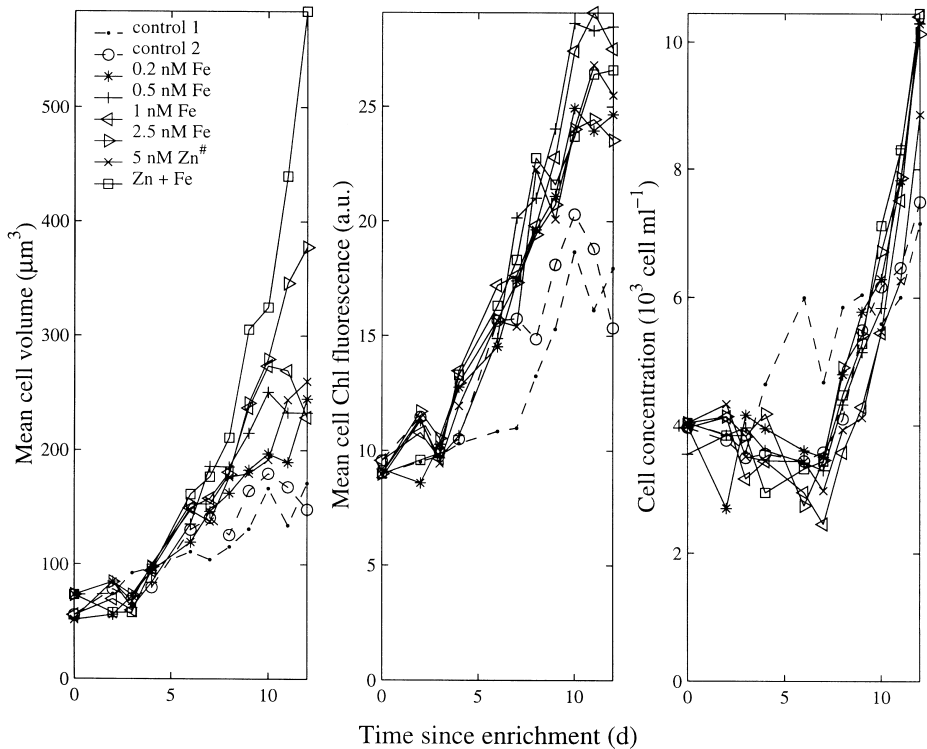 control 1
control 2
0.2 nM Fe
0.5 nM Fe
1 nM Fe
2.5 nM Fe
5 nM Zn#
Zn + Fe
Mean cell volume (µm³)
500
400
300
200
100
0
0 5 10
Mean cell Chl fluorescence (a.u.)
25
20
15
10
5
0
0 5 10
Cell concentration (10³ cell ml⁻¹)
10
8
6
4
2
0
0 5 10
Time since enrichment (d)